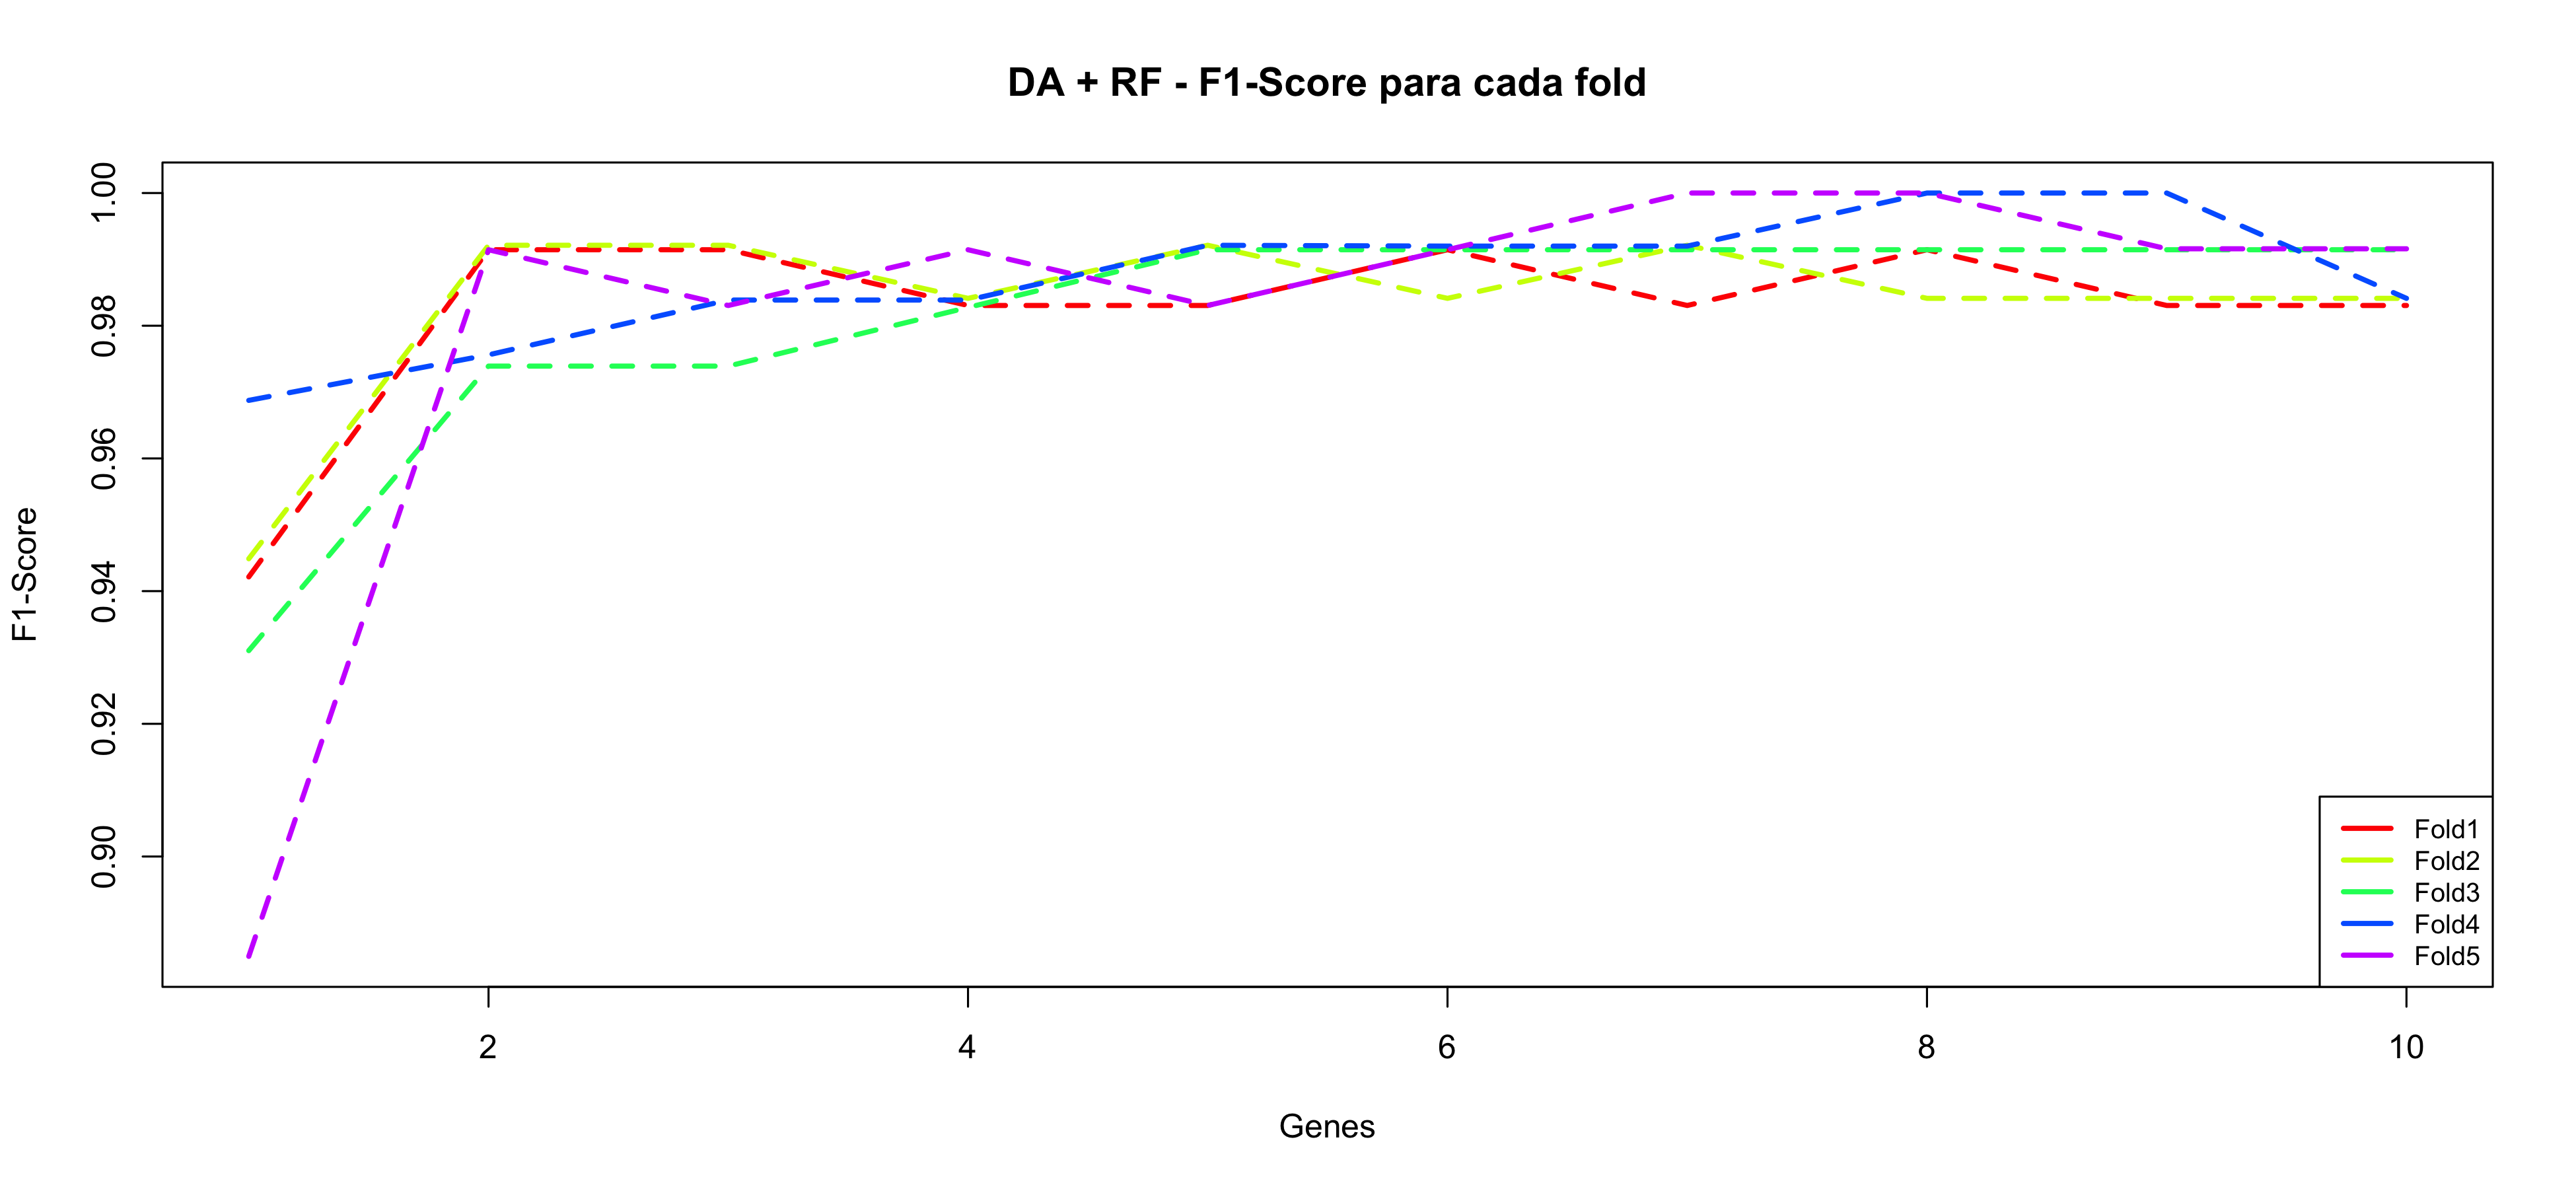 DA + RF - F1-Score para cada fold
F1-Score
1.00
0.98
0.96
0.94
0.92
0.90
2 4 6 8 10
Genes
Fold1
Fold2
Fold3
Fold4
Fold5